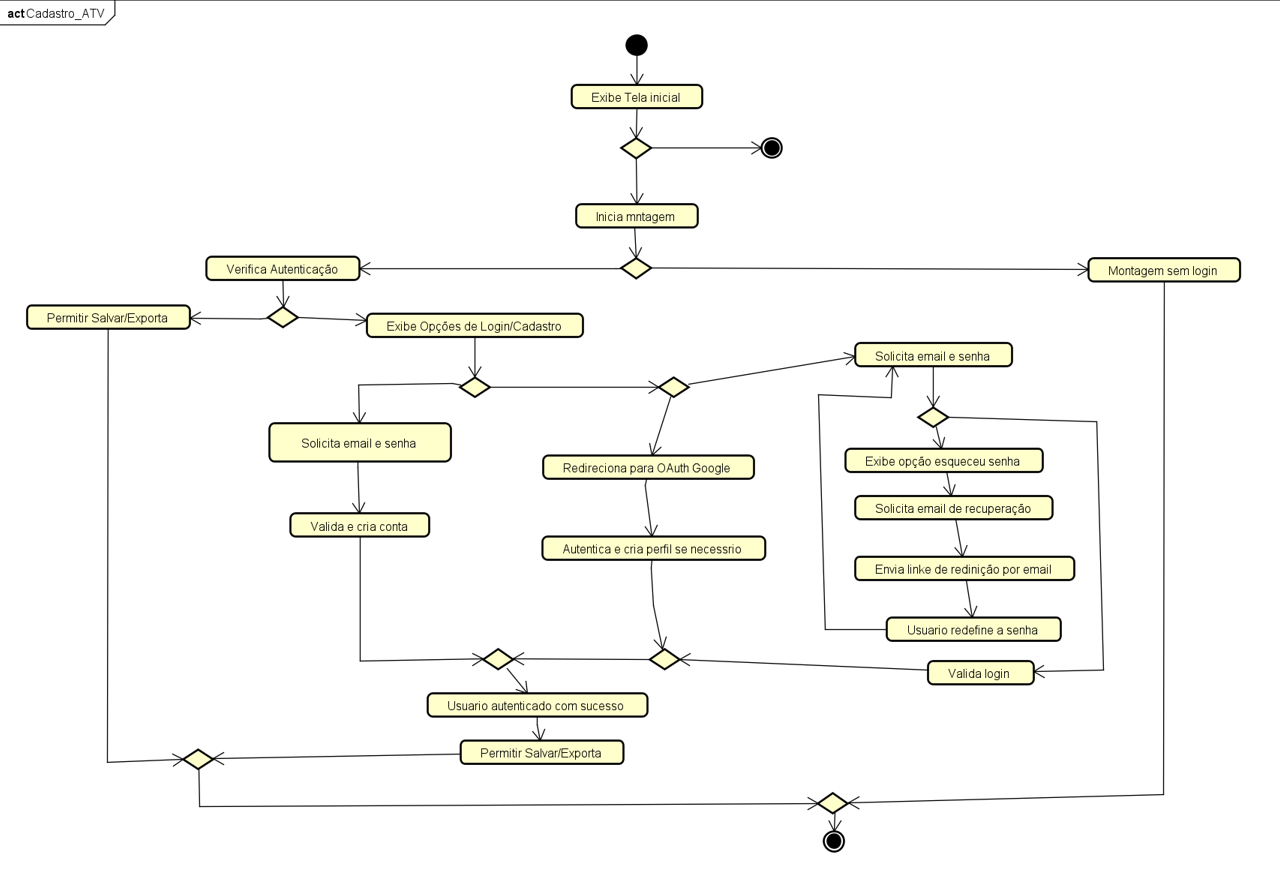 act Cadastro_ATV
Exibe Tela inicial
Inicia mntagem
Verifica Autenticação
Montagem sem login
Permitir Salvar/Exporta
Exibe Opções de Login/Cadastro
Solicita email e senha
Solicita email e senha
Exibe opção esqueceu senha
Redireciona para OAuth Google
Solicita email de recuperação
Valida e cria conta
Autentica e cria perfil se necessrio
Envia linke de redinição por email
Usuario redefine a senha
Valida login
Usuario autenticado com sucesso
Permitir Salvar/Exporta